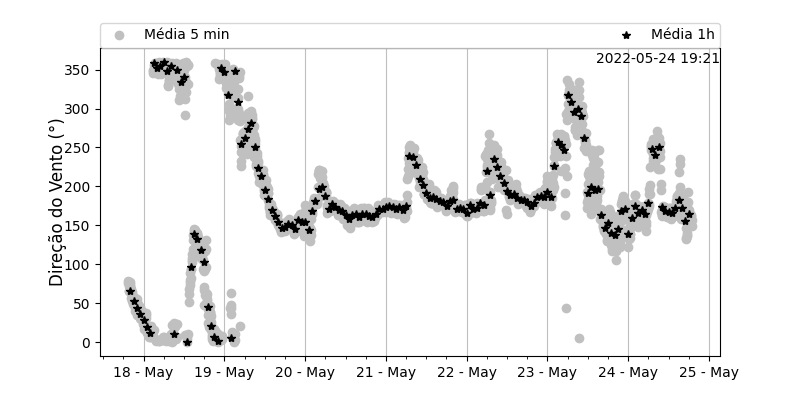 Média 5 min
Média 1h
2022-05-24 19:21
Direção do Vento (°)
350
300
250
200
150
100
50
0
18 - May
19 - May
20 - May
21 - May
22 - May
23 - May
24 - May
25 - May